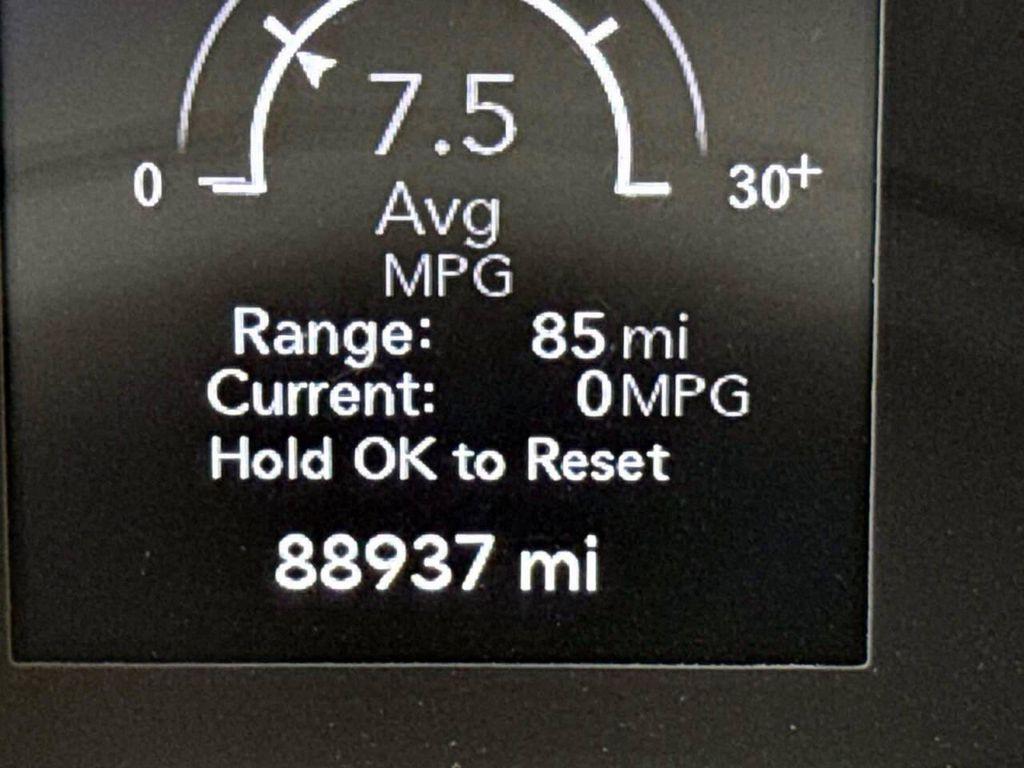 7.5
0 30+
Avg
MPG
Range: 85 mi
Current: 0 MPG
Hold OK to Reset
88937 mi